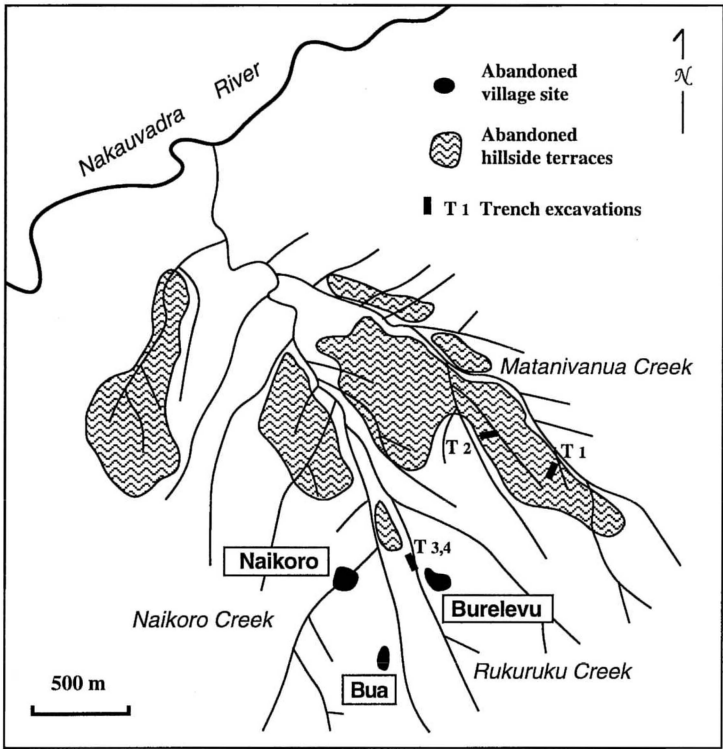 Nakauvadra River
N
Abandoned
village site
Abandoned
hillside terraces
T 1 Trench excavations
Matanivanua Creek
T 2
T 1
T 3,4
Naikoro
Burelevu
Naikoro Creek
Rukuruku Creek
Bua
500 m